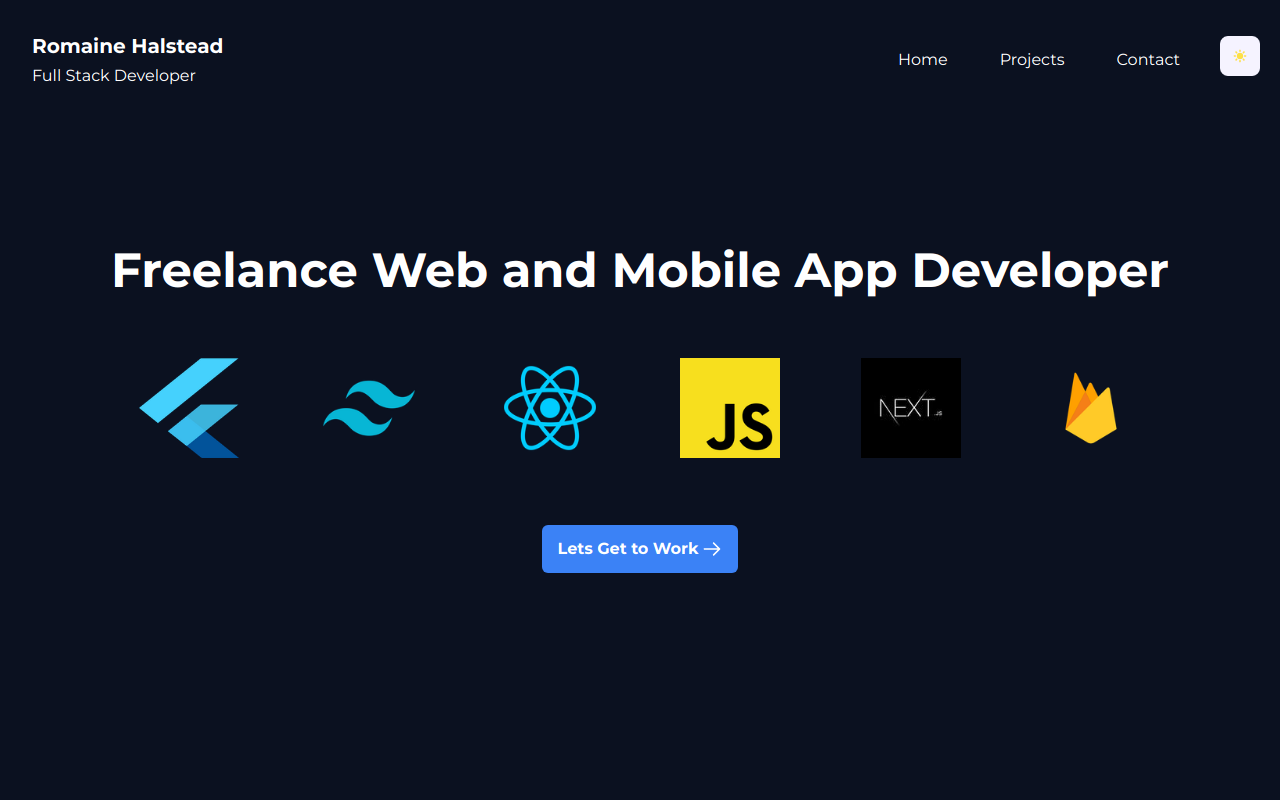 Romaine Halstead
Full Stack Developer
Home
Projects
Contact
Freelance Web and Mobile App Developer
JS
NEXT.JS
Lets Get to Work →